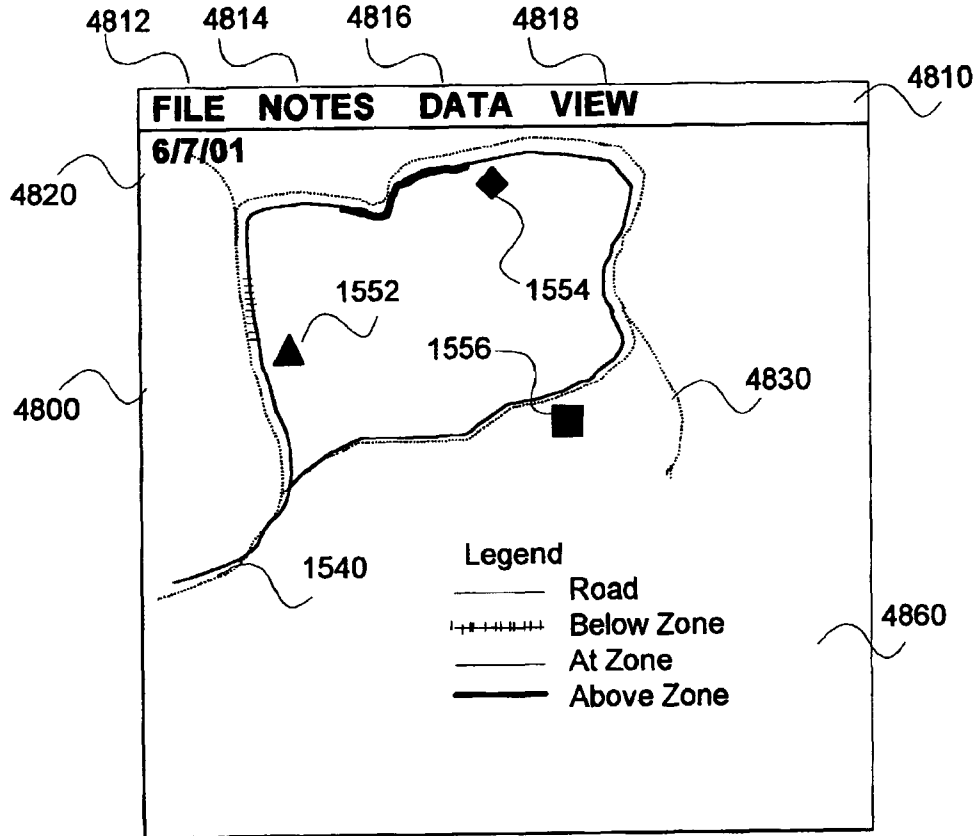 4812 4814 4816 4818
4810
FILE NOTES DATA VIEW
6/7/01
4820
1552
1554
1556
4830
4800
1540
Legend
Road
Below Zone
At Zone
Above Zone
4860